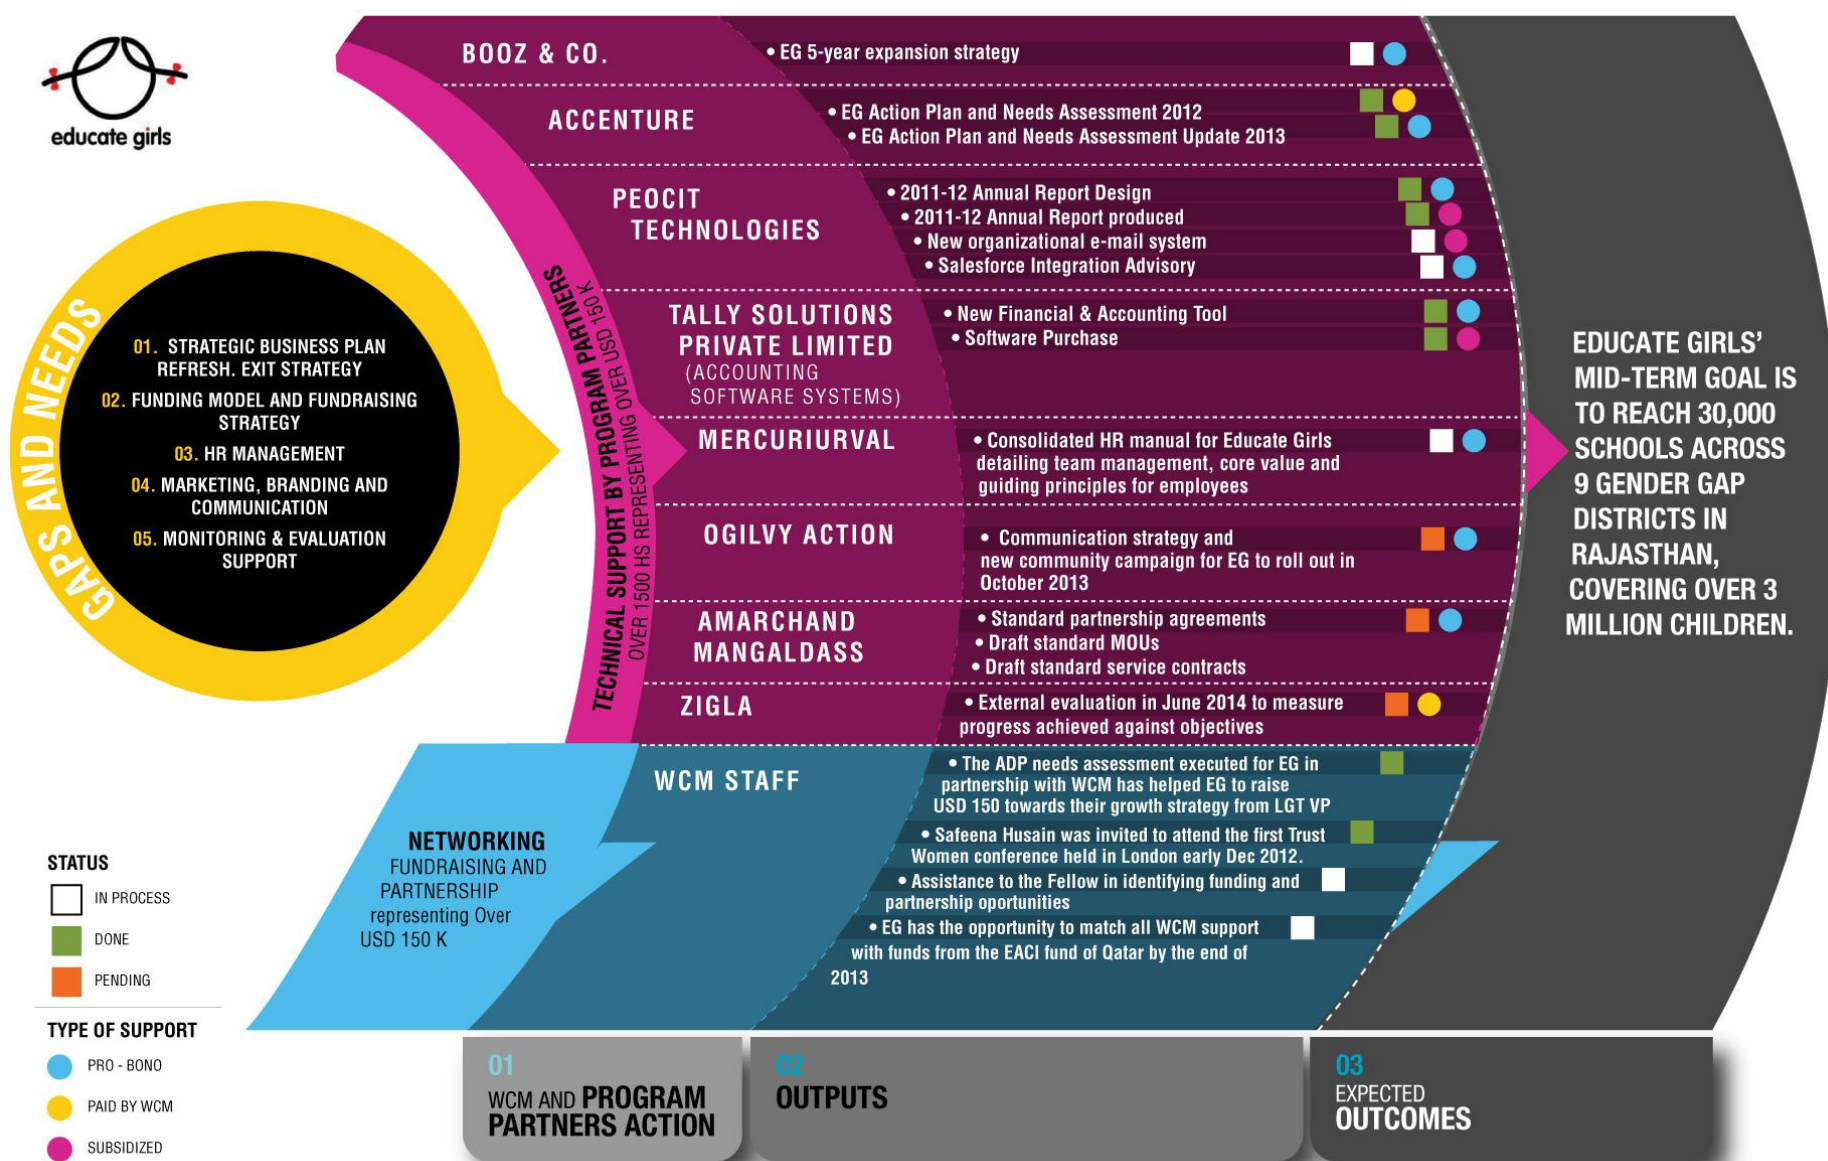 educate girls
GAPS AND NEEDS
01. STRATEGIC BUSINESS PLAN
REFRESH. EXIT STRATEGY
02. FUNDING MODEL AND FUNDRAISING
STRATEGY
03. HR MANAGEMENT
04. MARKETING, BRANDING AND
COMMUNICATION
05. MONITORING & EVALUATION
SUPPORT
TECHNICAL SUPPORT BY PROGRAM PARTNERS
OVER 1500 HS REPRESENTING OVER USD 150 K
BOOZ & CO.
• EG 5-year expansion strategy
ACCENTURE
• EG Action Plan and Needs Assessment 2012
• EG Action Plan and Needs Assessment Update 2013
PEOCIT
TECHNOLOGIES
• 2011-12 Annual Report Design
• 2011-12 Annual Report produced
• New organizational e-mail system
• Salesforce Integration Advisory
TALLY SOLUTIONS
PRIVATE LIMITED
(ACCOUNTING
SOFTWARE SYSTEMS)
• New Financial & Accounting Tool
• Software Purchase
MERCURIURVAL
• Consolidated HR manual for Educate Girls
detailing team management, core value and
guiding principles for employees
OGILVY ACTION
• Communication strategy and
new community campaign for EG to roll out in
October 2013
AMARCHAND
MANGALDASS
• Standard partnership agreements
• Draft standard MOUs
• Draft standard service contracts
ZIGLA
• External evaluation in June 2014 to measure
progress achieved against objectives
WCM STAFF
• The ADP needs assessment executed for EG in
partnership with WCM has helped EG to raise
USD 150 towards their growth strategy from LGT VP
• Safeena Husain was invited to attend the first Trust
Women conference held in London early Dec 2012.
• Assistance to the Fellow in identifying funding and
partnership oportunities
• EG has the opportunity to match all WCM support
with funds from the EACI fund of Qatar by the end of
2013
NETWORKING
FUNDRAISING AND
PARTNERSHIP
representing Over
USD 150 K
EDUCATE GIRLS'
MID-TERM GOAL IS
TO REACH 30,000
SCHOOLS ACROSS
9 GENDER GAP
DISTRICTS IN
RAJASTHAN,
COVERING OVER 3
MILLION CHILDREN.
STATUS
IN PROCESS
DONE
PENDING
TYPE OF SUPPORT
PRO - BONO
PAID BY WCM
SUBSIDIZED
01
WCM AND PROGRAM
PARTNERS ACTION
02
OUTPUTS
03
EXPECTED
OUTCOMES